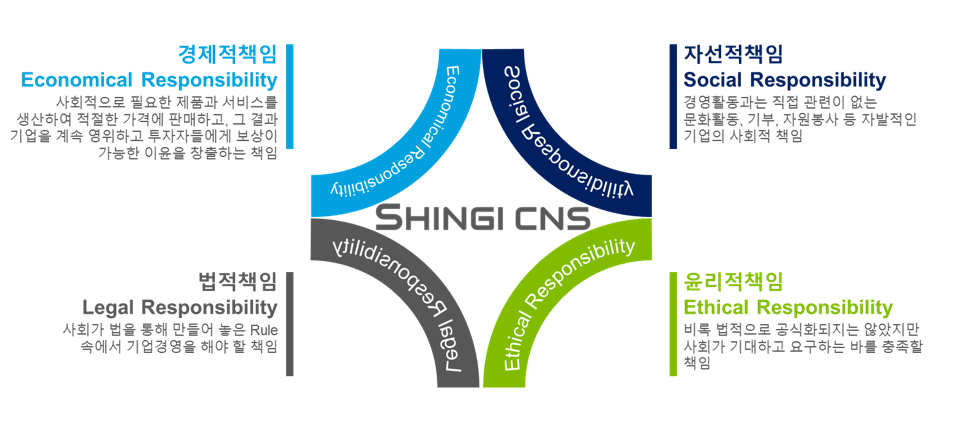 경제적책임
Economical Responsibility
사회적으로 필요한 제품과 서비스를
생산하여 적절한 가격에 판매하고, 그 결과
기업을 계속 영위하고 투자자들에게 보상이
가능한 이윤을 창출하는 책임
자선적책임
Social Responsibility
경영활동과는 직접 관련이 없는
문화활동, 기부, 자원봉사 등 자발적인
기업의 사회적 책임
Economical Responsibility
Social Responsibility
SHINGI CNS
Legal Responsibility
Ethical Responsibility
법적책임
Legal Responsibility
사회가 법을 통해 만들어 놓은 Rule
속에서 기업경영을 해야 할 책임
윤리적책임
Ethical Responsibility
비록 법적으로 공식화되지는 않았지만
사회가 기대하고 요구하는 바를 충족할
책임